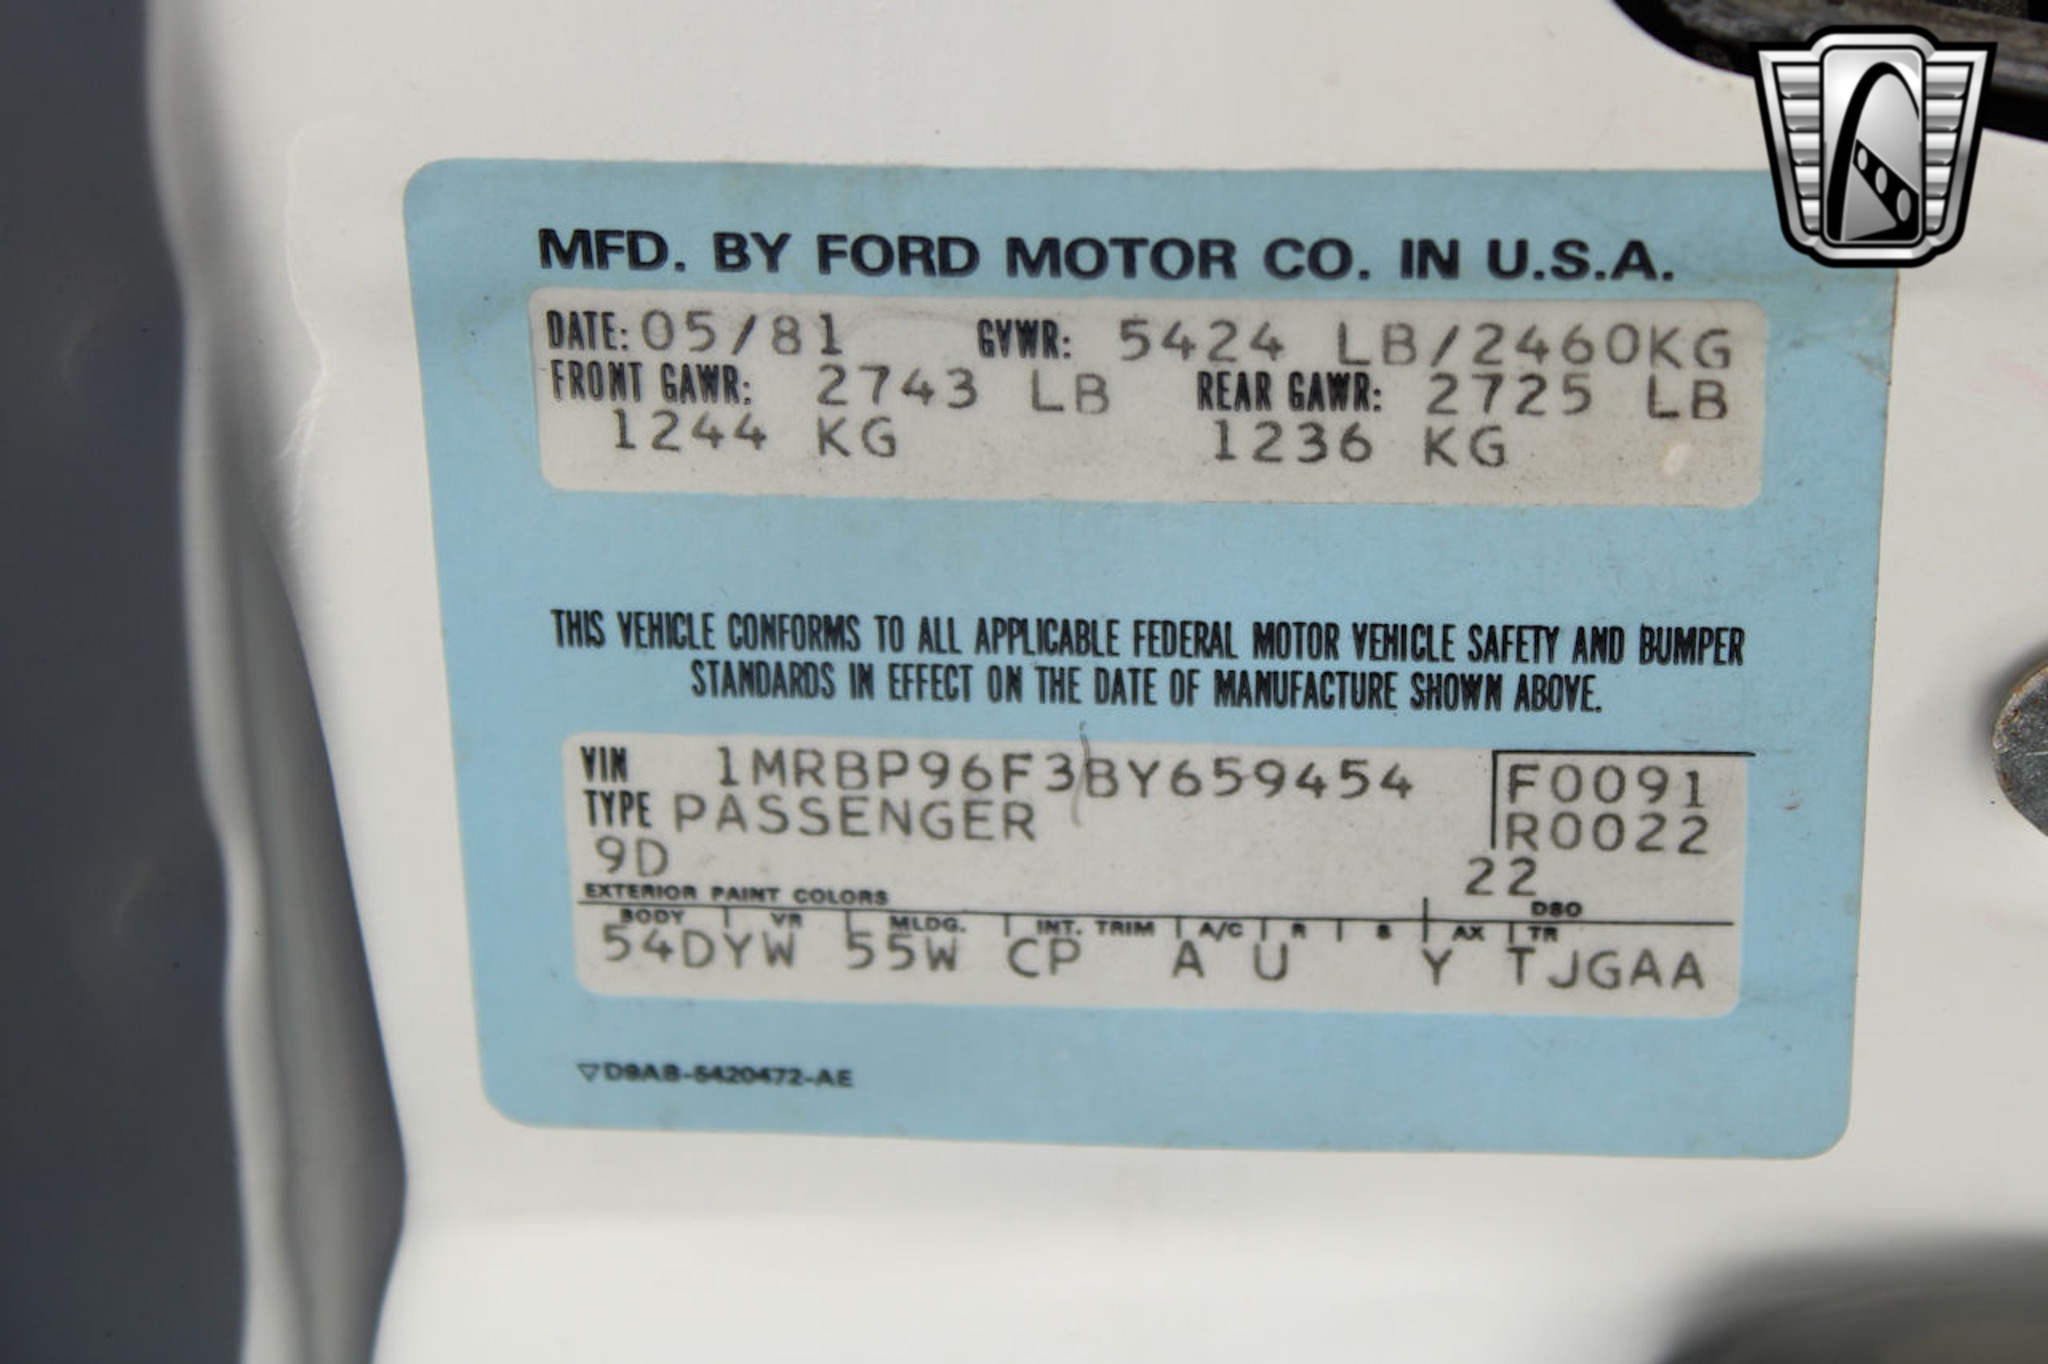 MFD. BY FORD MOTOR CO. IN U.S.A.
DATE: 05/81 GVWR: 5424 LB/2460KG
FRONT GAWR: 2743 LB REAR GAWR: 2725 LB
1244 KG 1236 KG
THIS VEHICLE CONFORMS TO ALL APPLICABLE FEDERAL MOTOR VEHICLE SAFETY AND BUMPER
STANDARDS IN EFFECT ON THE DATE OF MANUFACTURE SHOWN ABOVE.
VIN 1MRBP96F3BY659454 F0091
TYPE PASSENGER R0022
9D 22
EXTERIOR PAINT COLORS DSO
BODY VR MLDG. INT. TRIM A/C R S AX TR
54DYW 55W CP A U Y T JGAA
▽D9AB-5420472-AE